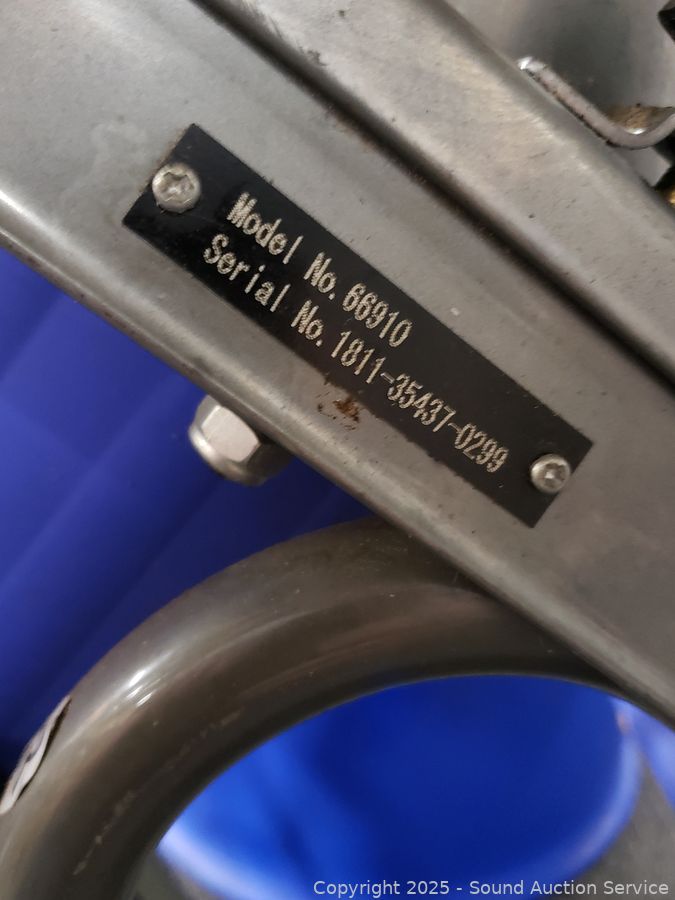 Model No. 66910
Serial No. 1811-35437-0299
Copyright 2025 - Sound Auction Service